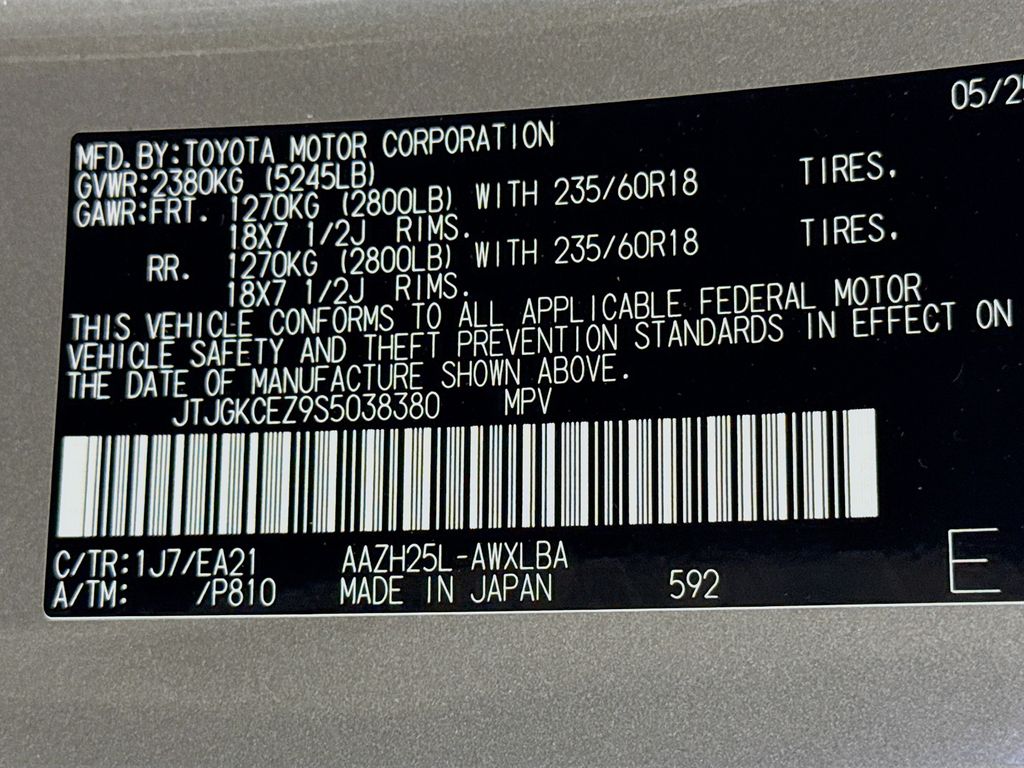 05/25
MFD. BY:TOYOTA MOTOR CORPORATION
GVWR:2380KG (5245LB)
GAWR:FRT. 1270KG (2800LB) WITH 235/60R18 TIRES.
18X7 1/2J RIMS.
RR. 1270KG (2800LB) WITH 235/60R18 TIRES.
18X7 1/2J RIMS.
THIS VEHICLE CONFORMS TO ALL APPLICABLE FEDERAL MOTOR
VEHICLE SAFETY AND THEFT PREVENTION STANDARDS IN EFFECT ON
THE DATE OF MANUFACTURE SHOWN ABOVE.
JTJGKCEZ9S5038380 MPV
C/TR:1J7/EA21 AAZH25L-AWXLBA
A/TM: /P810 MADE IN JAPAN 592 E